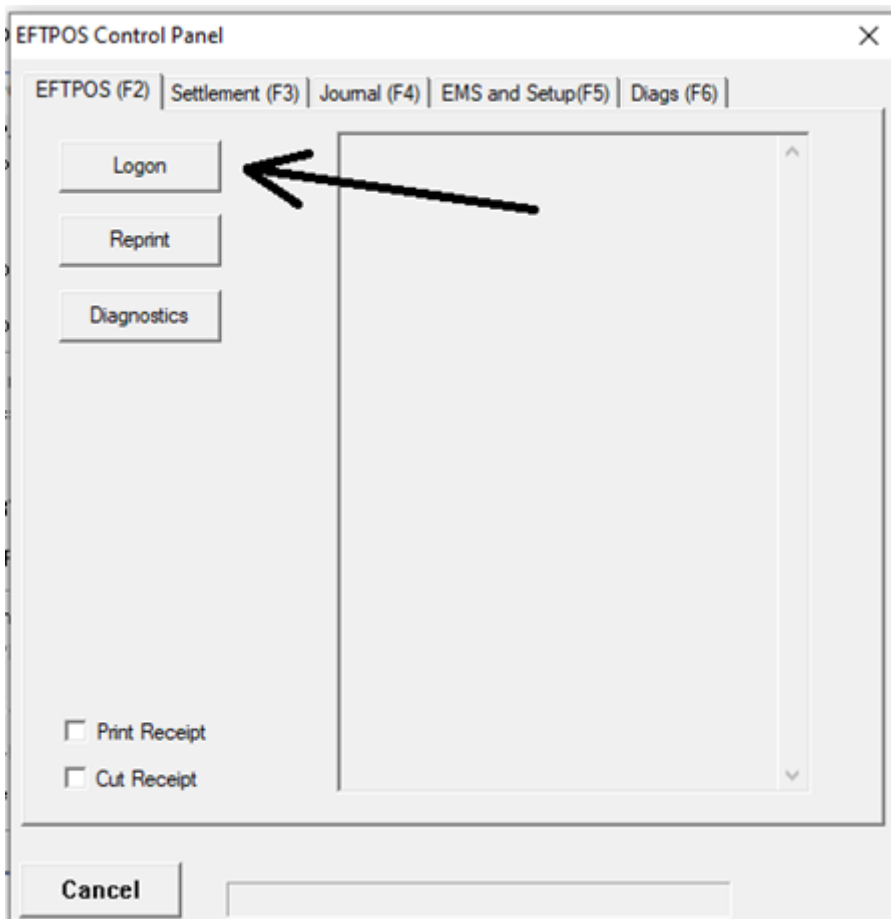 EFTPOS Control Panel
EFTPOS (F2) Settlement (F3) Journal (F4) EMS and Setup(F5) Diags (F6)
Logon
Reprint
Diagnostics
Print Receipt
Cut Receipt
Cancel